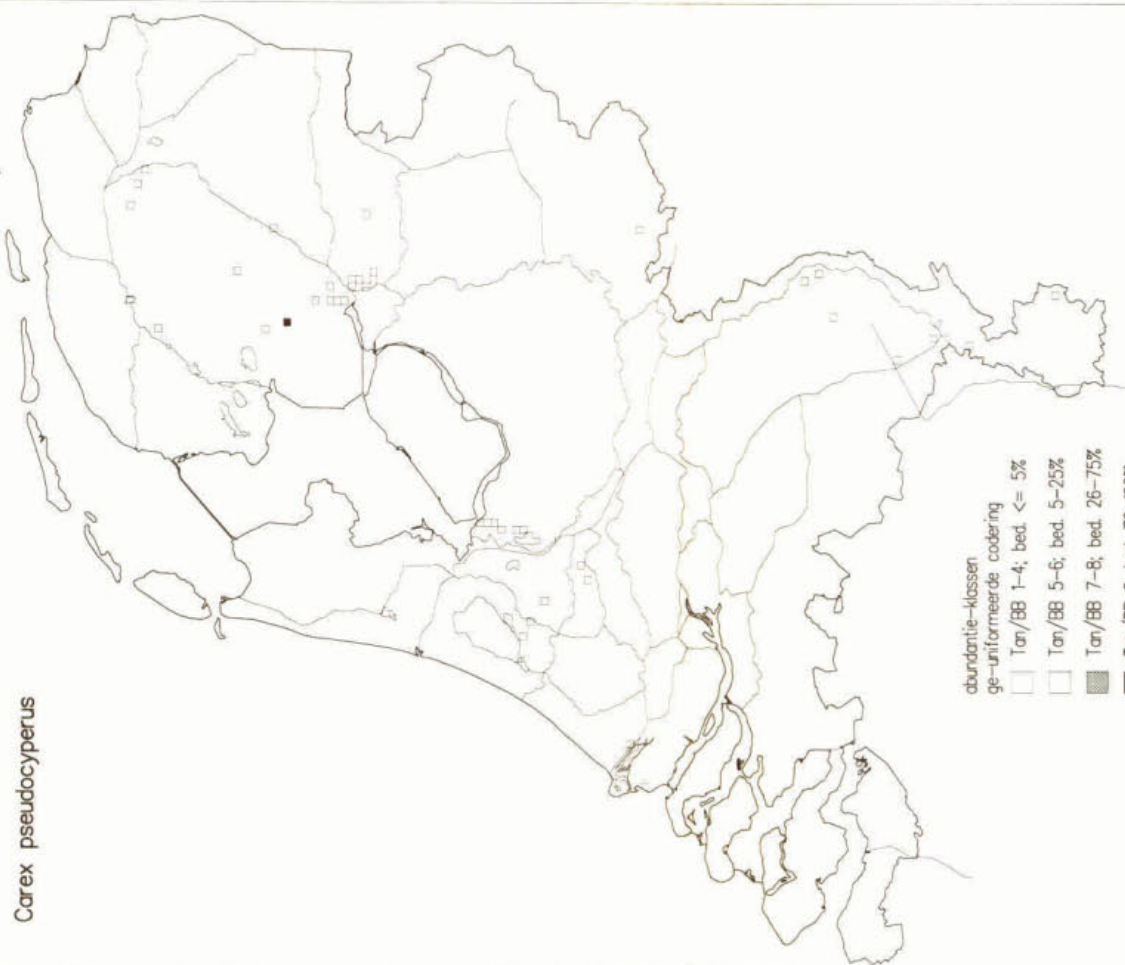 Carex pseudocyperus
abundantie-klassen
ge-uniformeerde codering
Tan/BB 1-4; bed. <= 5%
Tan/BB 5-6; bed. 5-25%
Tan/BB 7-8; bed. 26-75%